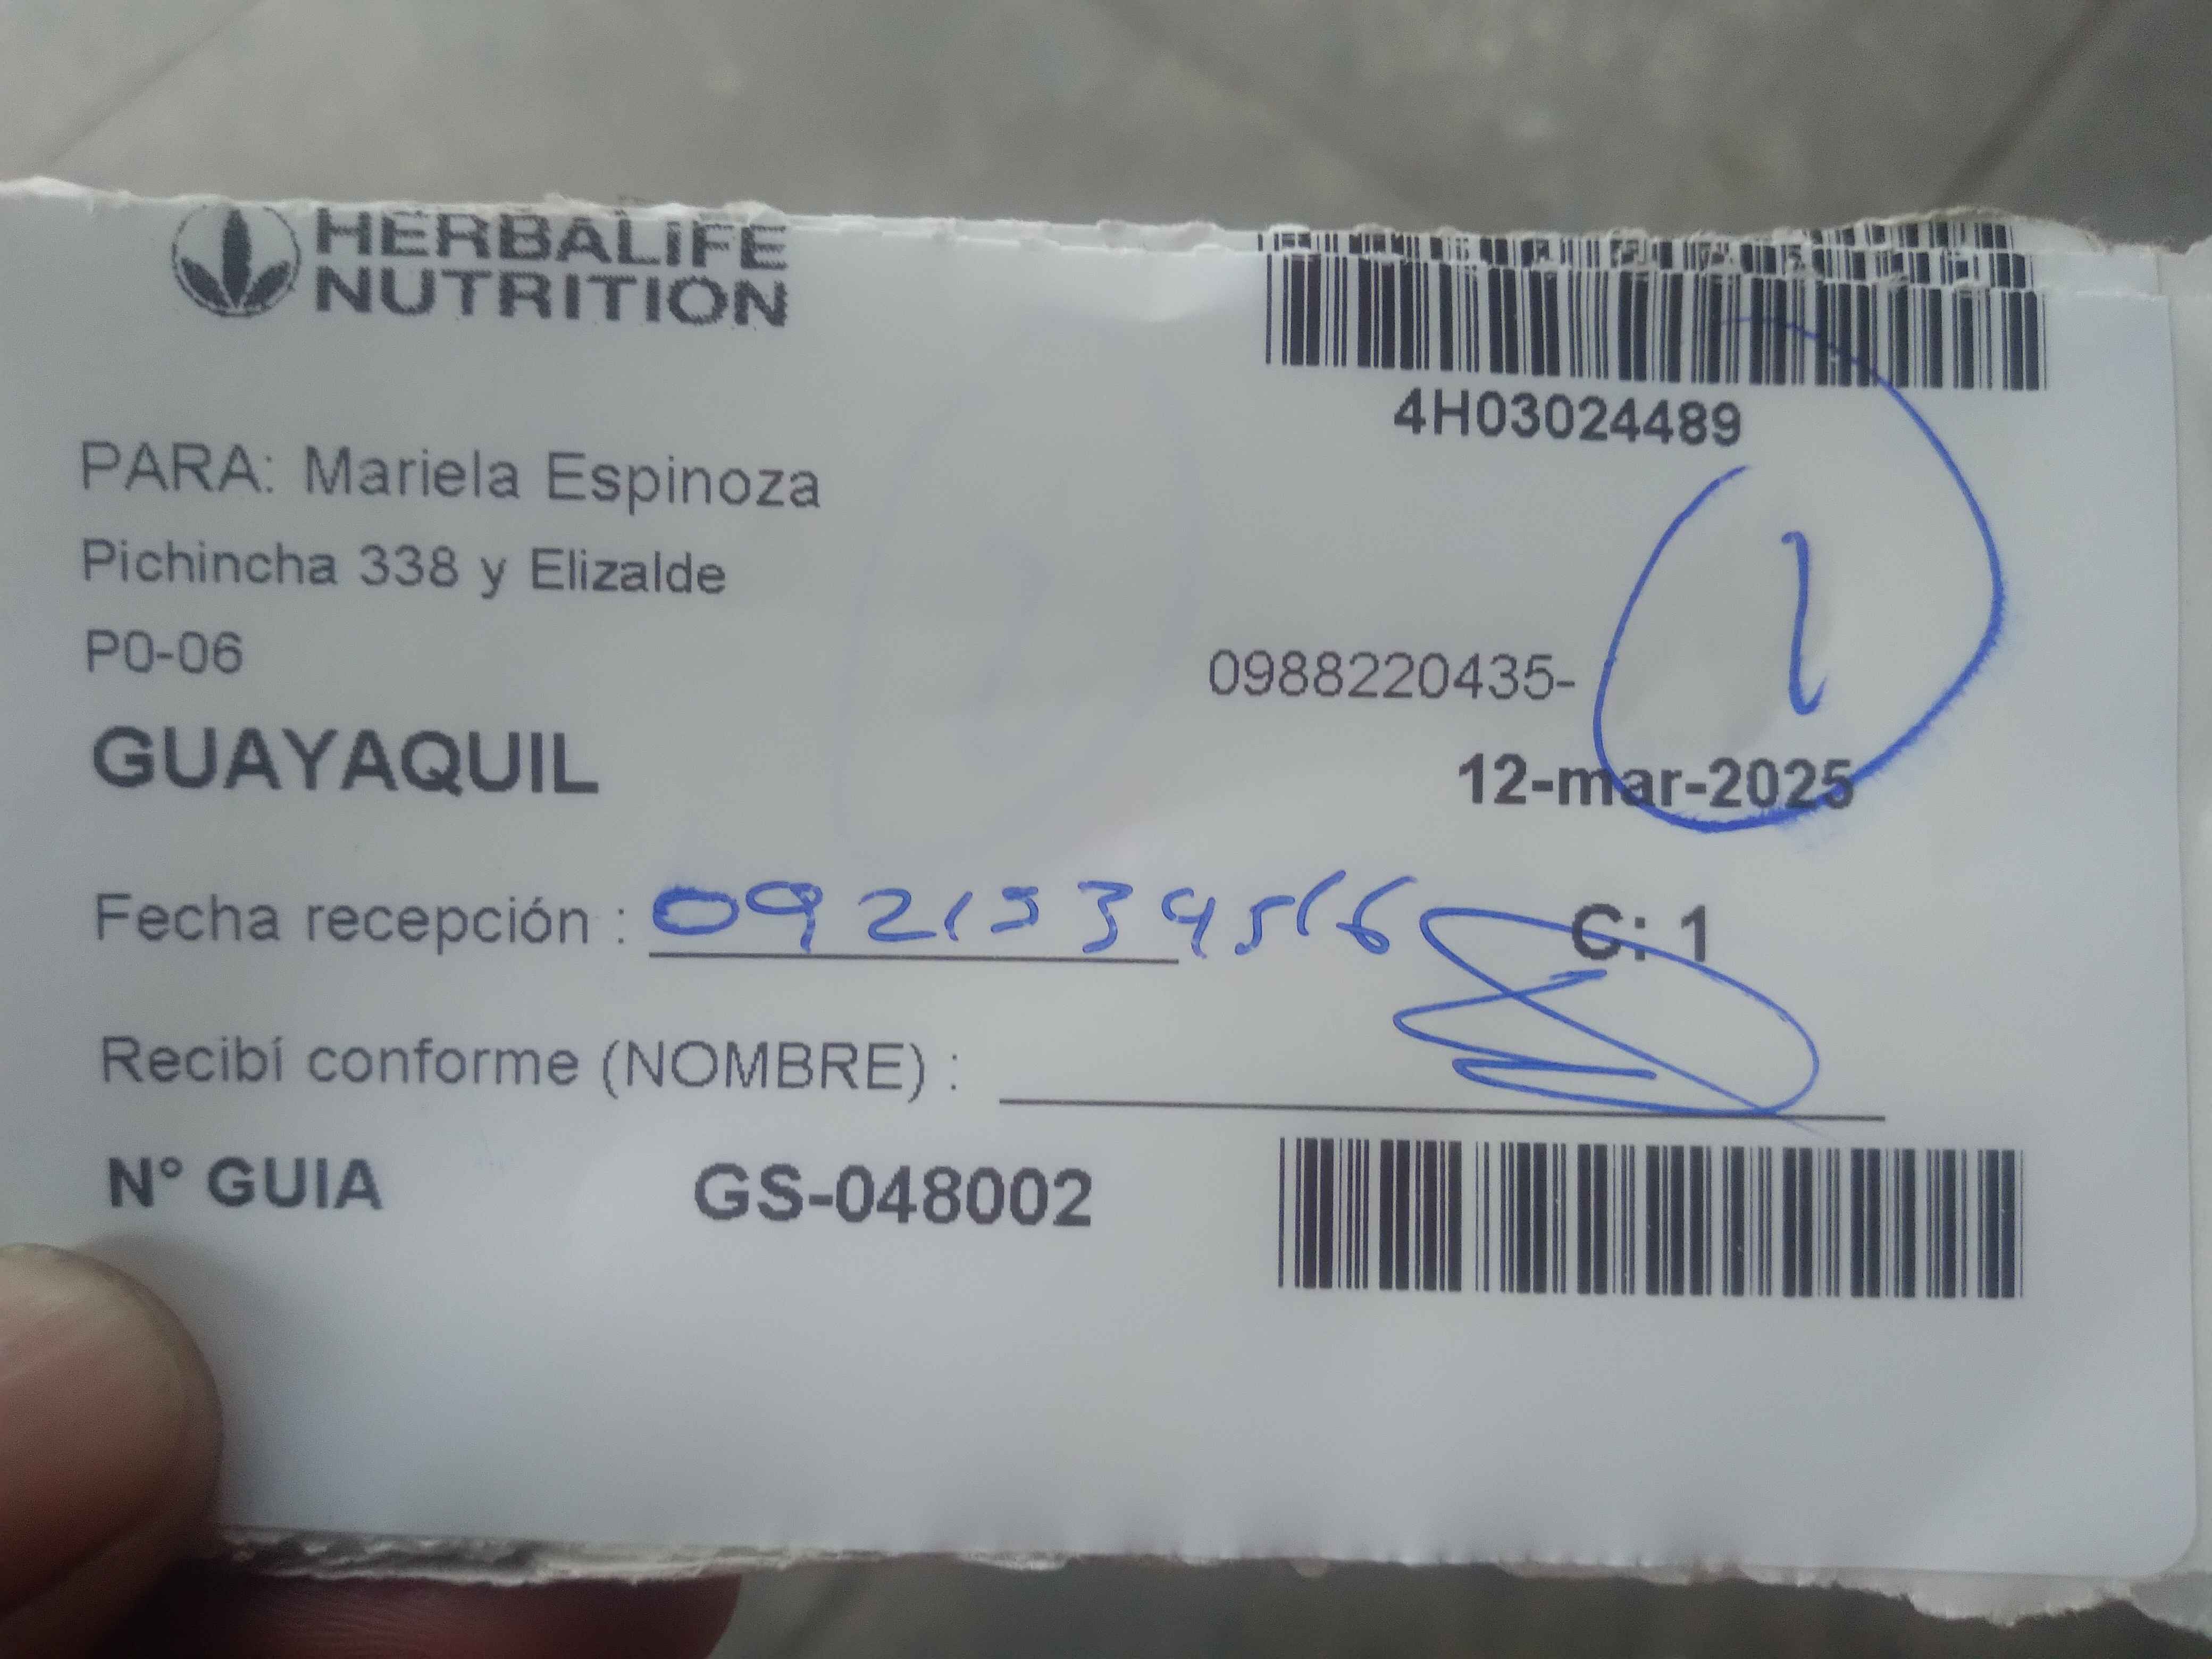 HERBALIFE
NUTRITION
4H03024489
PARA: Mariela Espinoza
Pichincha 338 y Elizalde
P0-06
0988220435-
1
GUAYAQUIL
12-mar-2025
Fecha recepción :
C: 1
Recibí conforme (NOMBRE) :
N° GUIA GS-048002